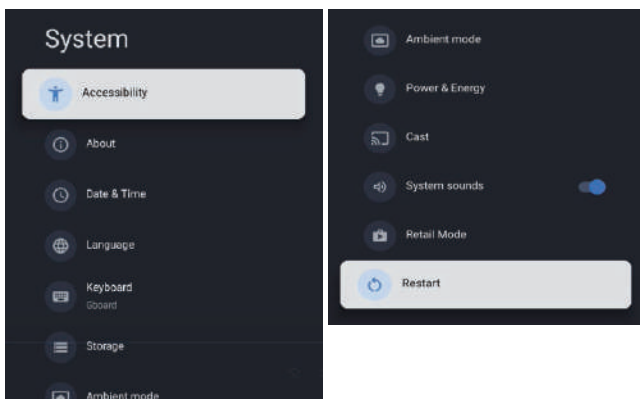 System
Accessibility
About
Date & Time
Language
Keyboard
Gboard
Storage
Ambient mode
Ambient mode
Power & Energy
Cast
System sounds
Retail Mode
Restart